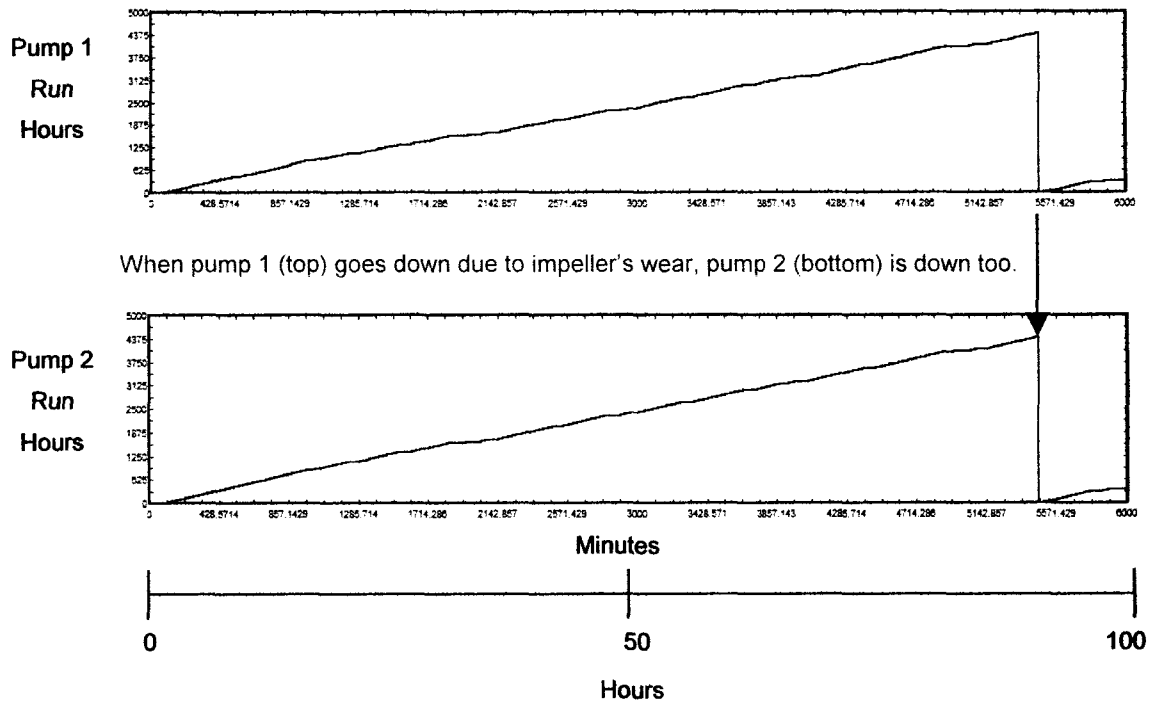 Pump 1
Run
Hours
5000
4375
3750
3125
2500
1875
1250
625
0
0 428.5714 857.1429 1285.714 1714.286 2142.857 2571.429 3000 3428.571 3857.143 4285.714 4714.286 5142.857 5571.429 6000
When pump 1 (top) goes down due to impeller's wear, pump 2 (bottom) is down too.
Pump 2
Run
Hours
5000
4375
3750
3125
2500
1875
1250
625
0
0 428.5714 857.1429 1285.714 1714.286 2142.857 2571.429 3000 3428.571 3857.143 4285.714 4714.286 5142.857 5571.429 6000
Minutes
0 50 100
Hours